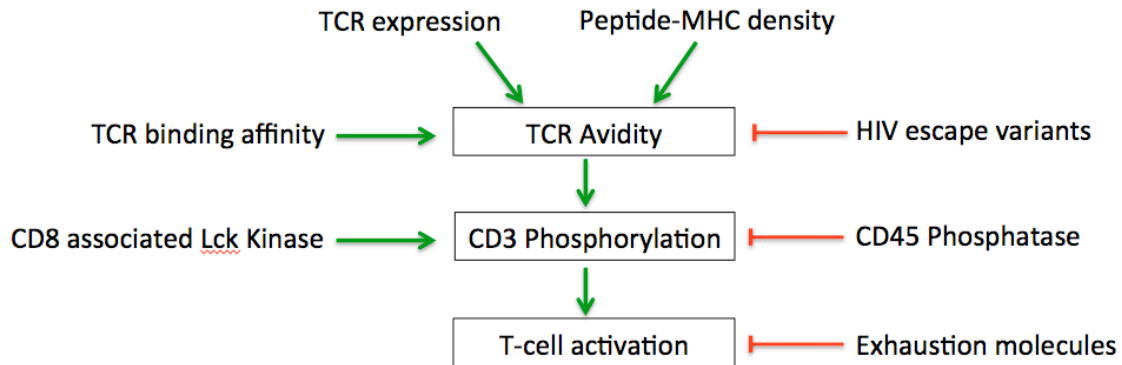 TCR expression
Peptide-MHC density
TCR binding affinity
TCR Avidity
HIV escape variants
CD8 associated Lck Kinase
CD3 Phosphorylation
CD45 Phosphatase
T-cell activation
Exhaustion molecules